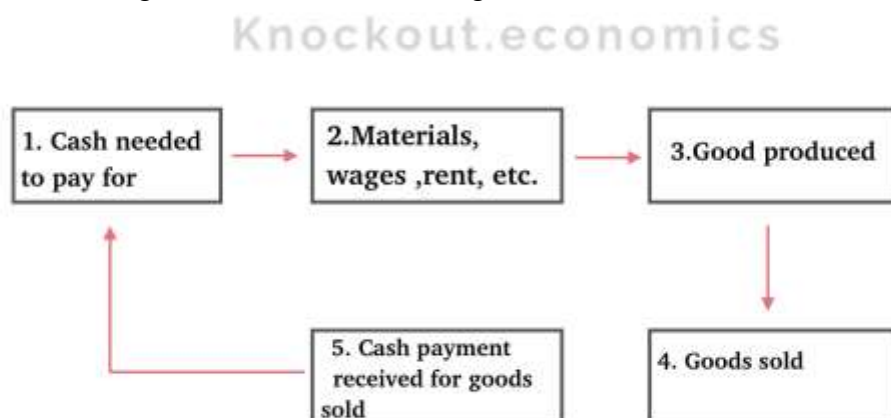 Knockout.economics
1. Cash needed
to pay for
2.Materials,
wages ,rent, etc.
3.Good produced
5. Cash payment
received for goods
sold
4. Goods sold